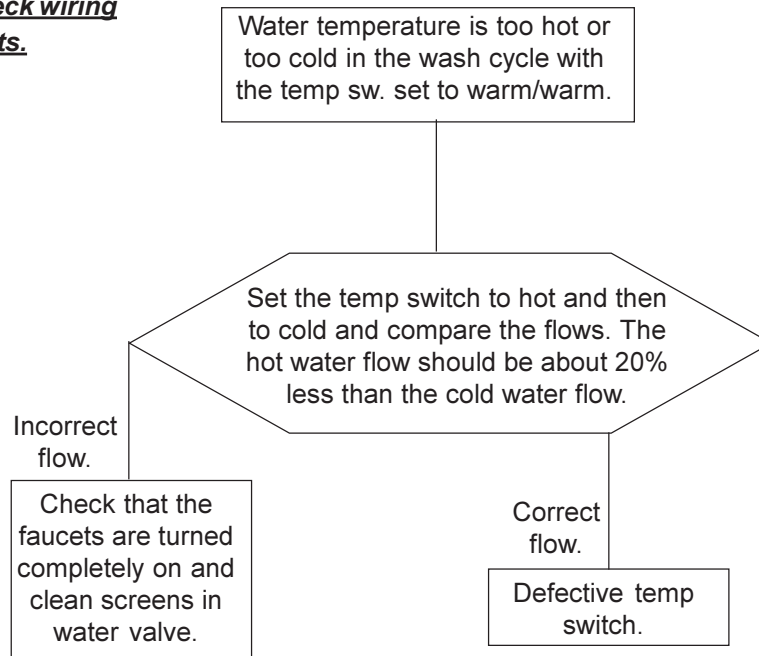 eck wiring
ts.
Water temperature is too hot or
too cold in the wash cycle with
the temp sw. set to warm/warm.
Set the temp switch to hot and then
to cold and compare the flows. The
hot water flow should be about 20%
less than the cold water flow.
Incorrect
flow.
Check that the
faucets are turned
completely on and
clean screens in
water valve.
Correct
flow.
Defective temp
switch.